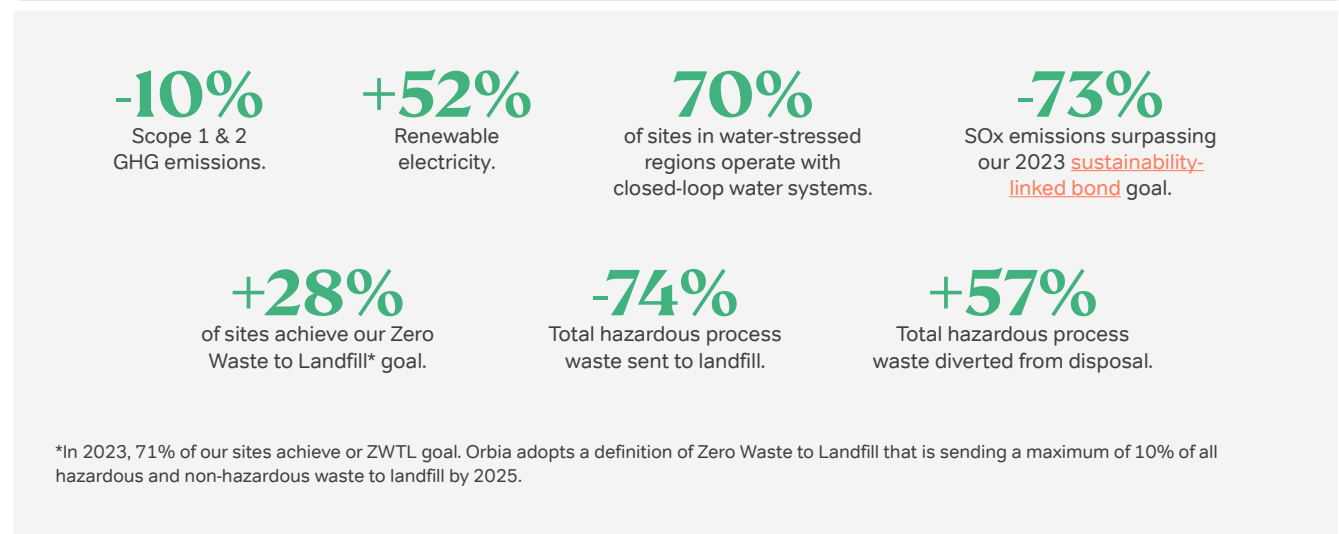 -10%
Scope 1 & 2
GHG emissions.
+52%
Renewable
electricity.
70%
of sites in water-stressed
regions operate with
closed-loop water systems.
-73%
SOx emissions surpassing
our 2023 sustainability-
linked bond goal.
+28%
of sites achieve our Zero
Waste to Landfill* goal.
-74%
Total hazardous process
waste sent to landfill.
+57%
Total hazardous process
waste diverted from disposal.
*In 2023, 71% of our sites achieve or ZWTL goal. Orbia adopts a definition of Zero Waste to Landfill that is sending a maximum of 10% of all
hazardous and non-hazardous waste to landfill by 2025.